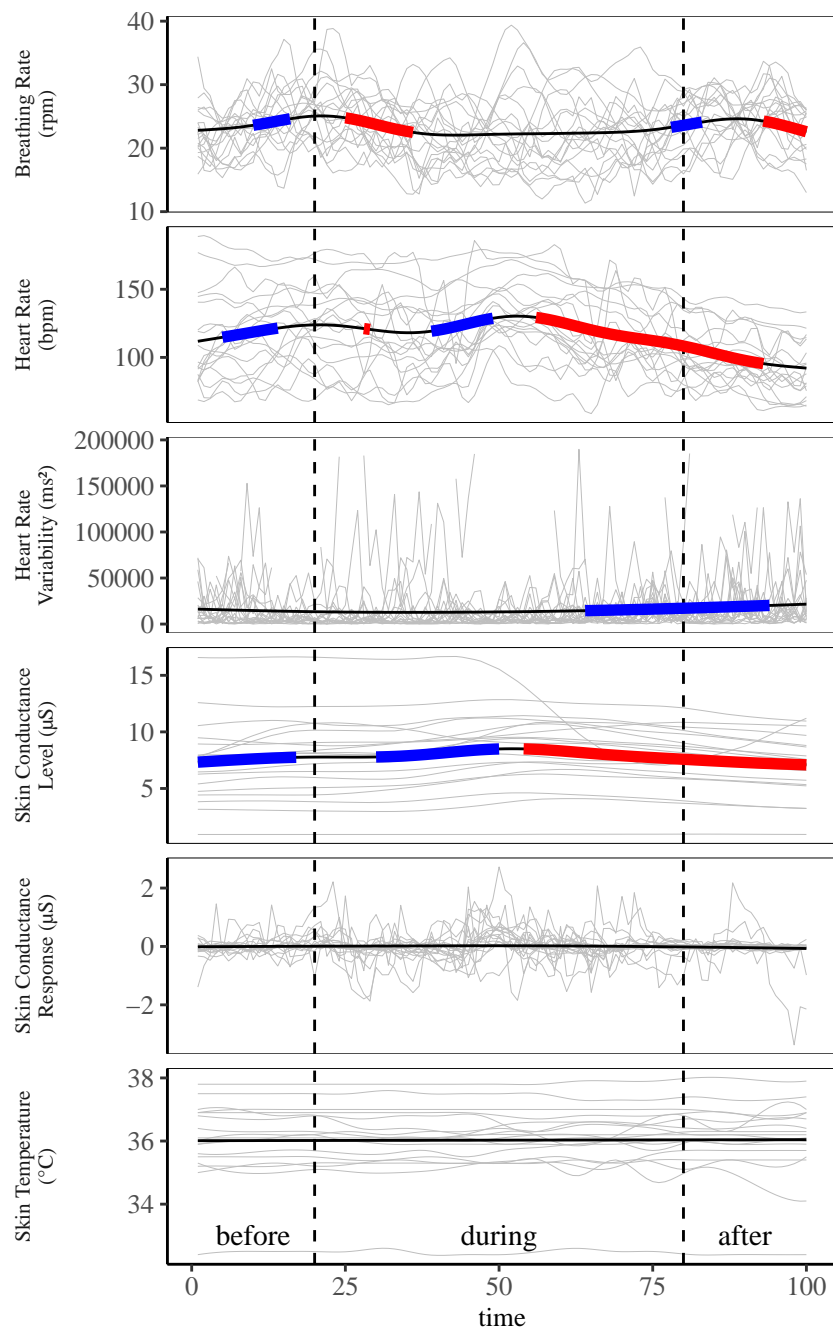 Breathing Rate
(rpm)
40
30
20
10
Heart Rate
(bpm)
150
100
Heart Rate
Variability (ms²)
200000
150000
100000
50000
0
Skin Conductance
Level (μS)
15
10
5
Skin Conductance
Response (μS)
2
0
−2
Skin Temperature
(°C)
38
36
34
before during after
0 25 50 75 100
time